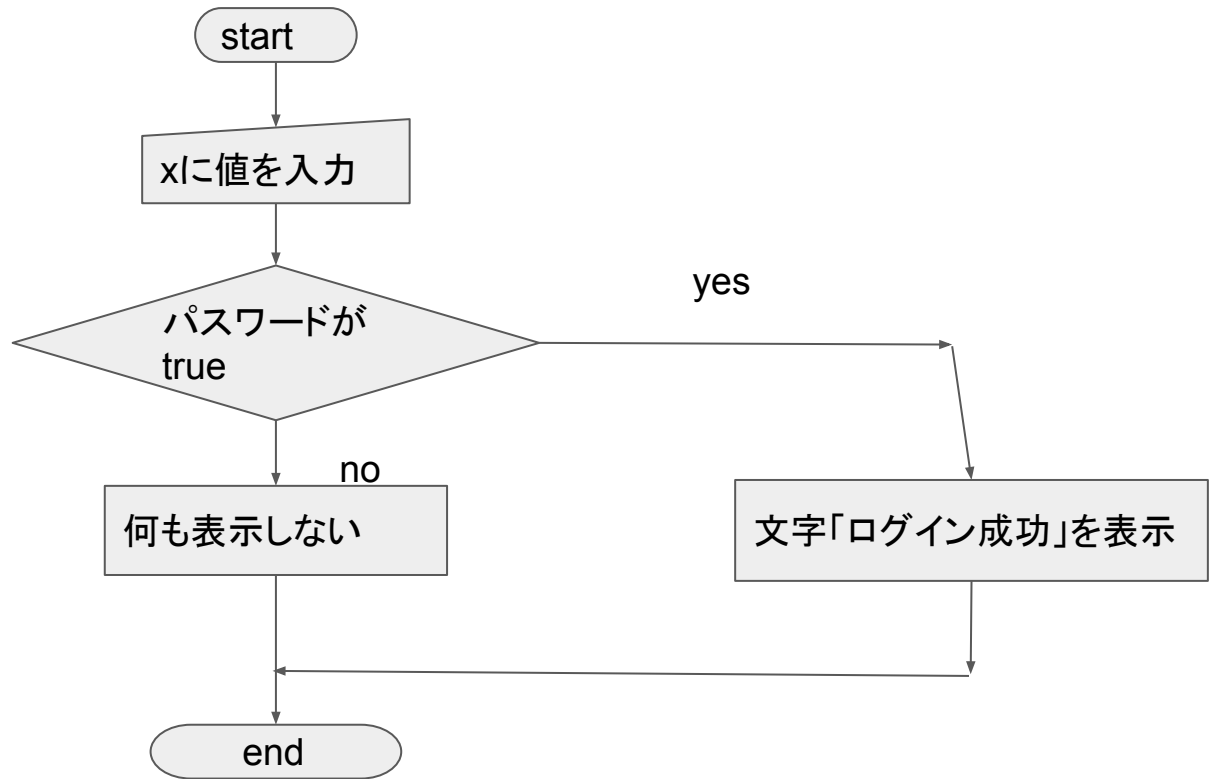 start
xに値を入力
yes
パスワードが
true
no
何も表示しない
文字「ログイン成功」を表示
end